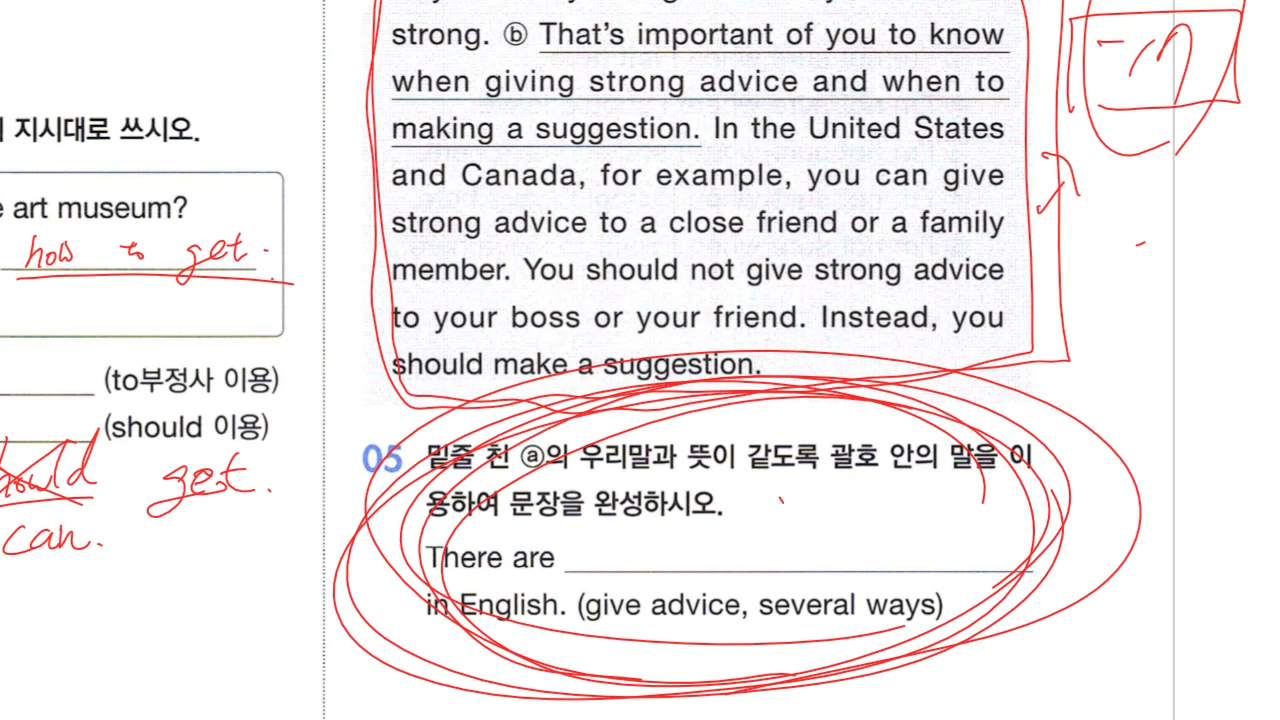 지시대로 쓰시오.
e art museum?
how to get.
(to부정사 이용)
(should 이용)
should get.
can.
strong. ⓑ That's important of you to know
when giving strong advice and when to
making a suggestion. In the United States
and Canada, for example, you can give
strong advice to a close friend or a family
member. You should not give strong advice
to your boss or your friend. Instead, you
should make a suggestion.
05 밑줄 친 ⓐ의 우리말과 뜻이 같도록 괄호 안의 말을 이
용하여 문장을 완성하시오.
There are
in English. (give advice, several ways)